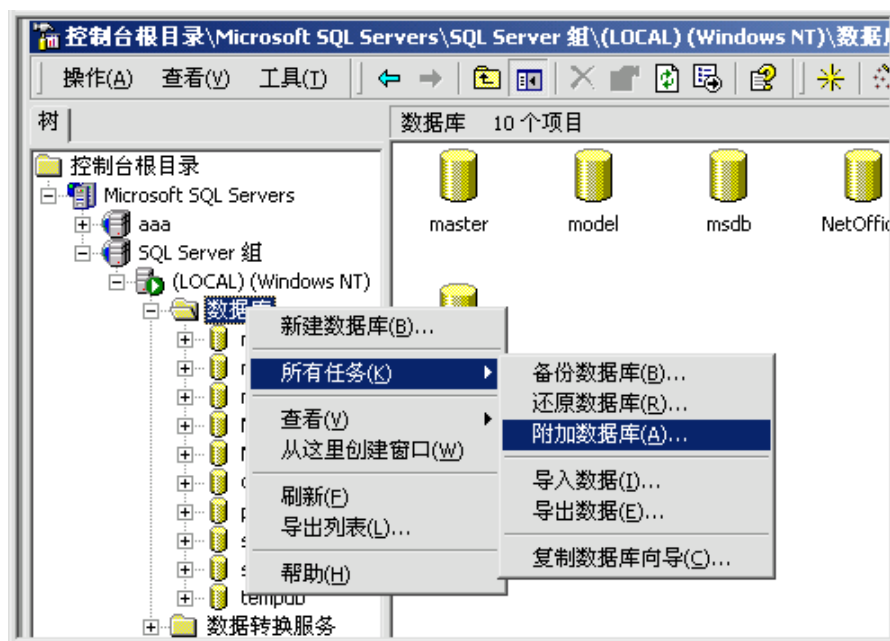 控制台根目录\Microsoft SQL Servers\SQL Server 组\(LOCAL) (Windows NT)\数据
操作(A) 查看(V) 工具(T)
树
数据库 10 个项目
控制台根目录
Microsoft SQL Servers
aaa
SQL Server 组
(LOCAL) (Windows NT)
数据
tempdb
数据转换服务
master
model
msdb
NetOffic
新建数据库(B)...
所有任务(K)
查看(V)
从这里创建窗口(W)
刷新(F)
导出列表(L)...
帮助(H)
备份数据库(B)...
还原数据库(R)...
附加数据库(A)...
导入数据(I)...
导出数据(E)...
复制数据库向导(C)...